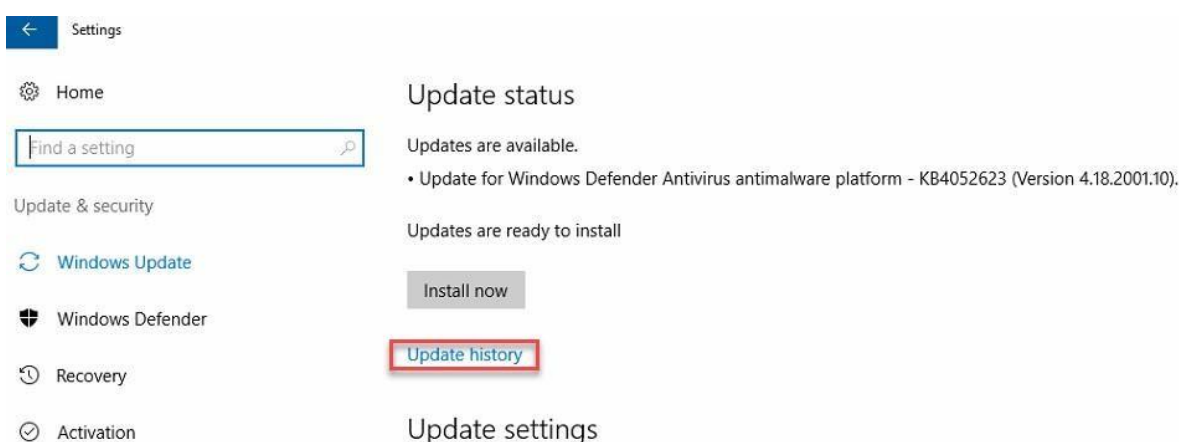 Settings
Home
Find a setting
Update & security
Windows Update
Windows Defender
Recovery
Activation
Update status
Updates are available.
• Update for Windows Defender Antivirus antimalware platform - KB4052623 (Version 4.18.2001.10).
Updates are ready to install
Install now
Update history
Update settings